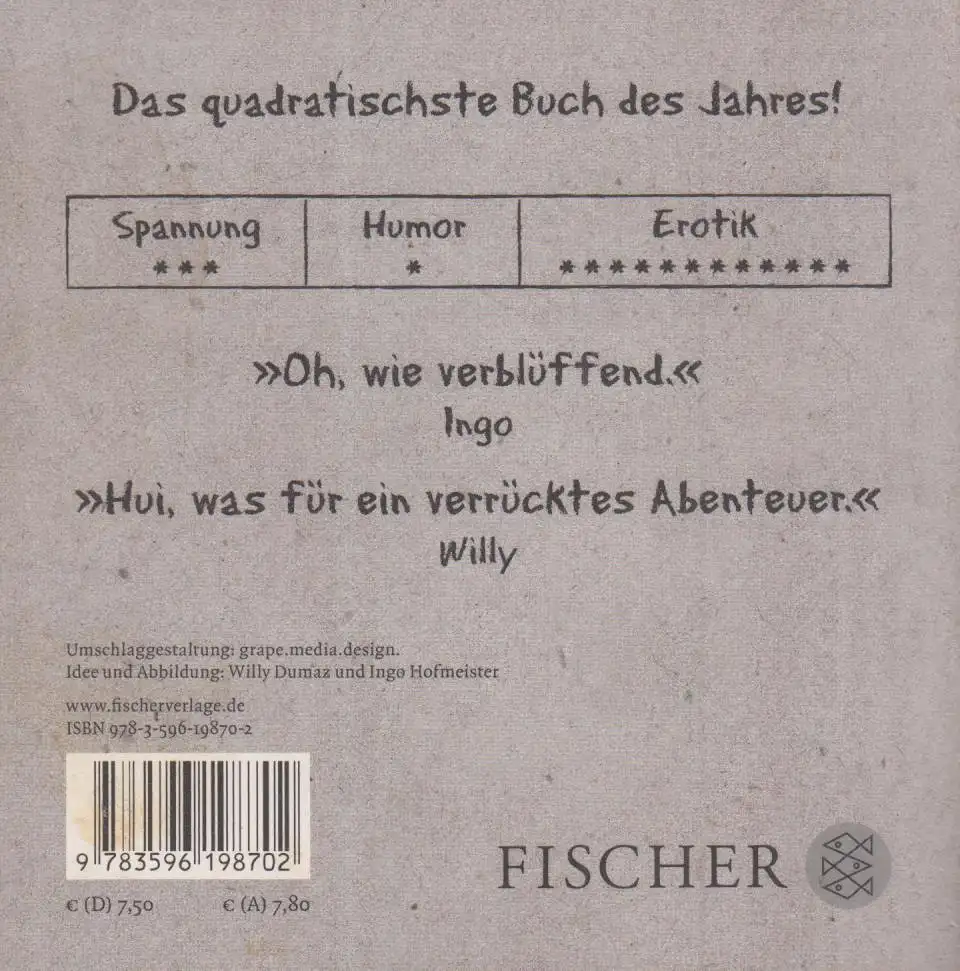 Das quadratischste Buch des Jahres!
Spannung Humor Erotik
*** * ************
»Oh, wie verblüffend.«
Ingo
»Hui, was für ein verrücktes Abenteuer.«
Willy
Umschlaggestaltung: grape.media.design.
Idee und Abbildung: Willy Dumaz und Ingo Hofmeister
www.fischerverlage.de
ISBN 978-3-596-19870-2
9 783596 198702
€ (D) 7,50 € (A) 7,80
FISCHER